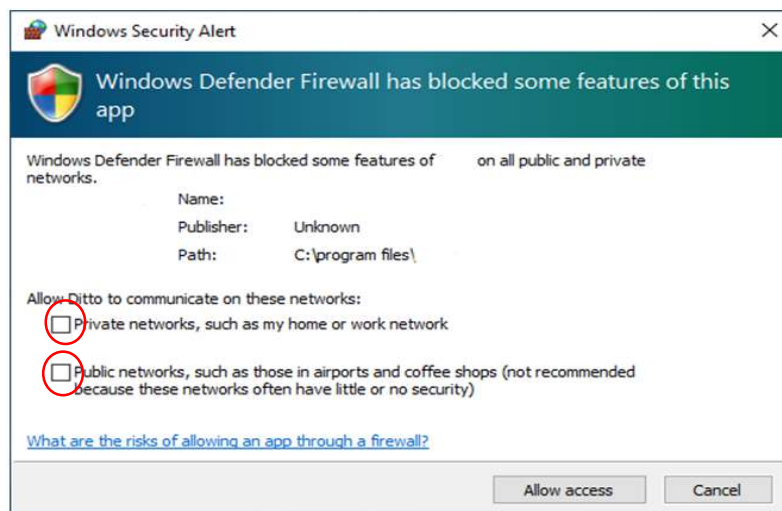 Windows Security Alert
Windows Defender Firewall has blocked some features of this
app
Windows Defender Firewall has blocked some features of on all public and private
networks.
Name:
Publisher: Unknown
Path: C:\program files\
Allow Ditto to communicate on these networks:
Private networks, such as my home or work network
Public networks, such as those in airports and coffee shops (not recommended
because these networks often have little or no security)
What are the risks of allowing an app through a firewall?
Allow access Cancel